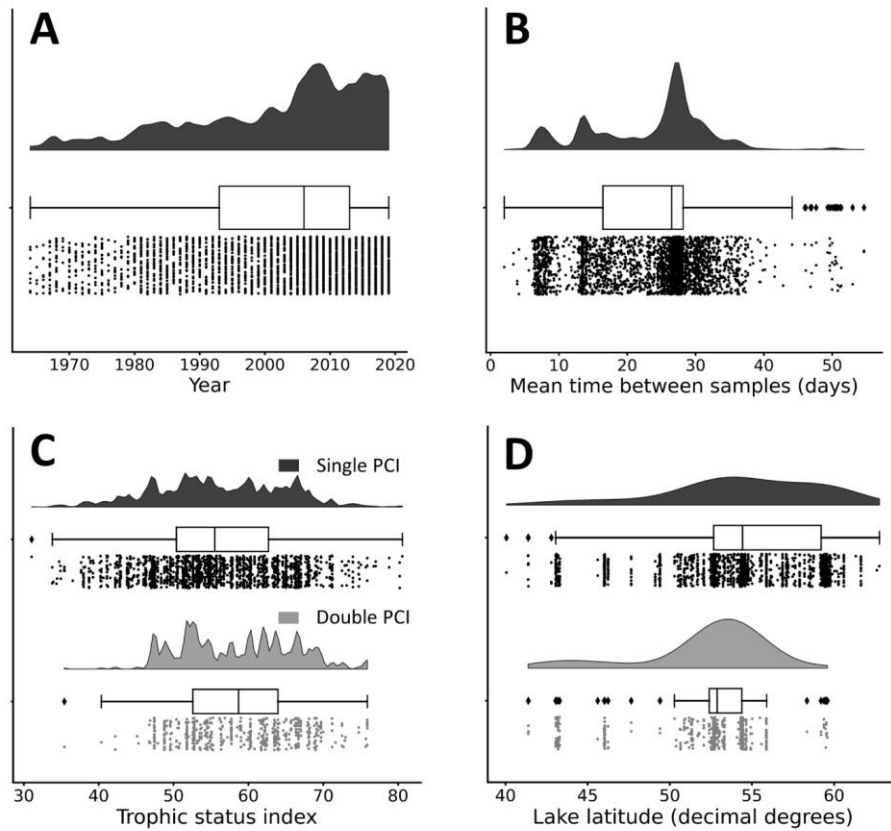 A
B
1970 1980 1990 2000 2010 2020
Year
0 10 20 30 40 50
Mean time between samples (days)
C
Single PCI
Double PCI
D
30 40 50 60 70 80
Trophic status index
40 45 50 55 60
Lake latitude (decimal degrees)